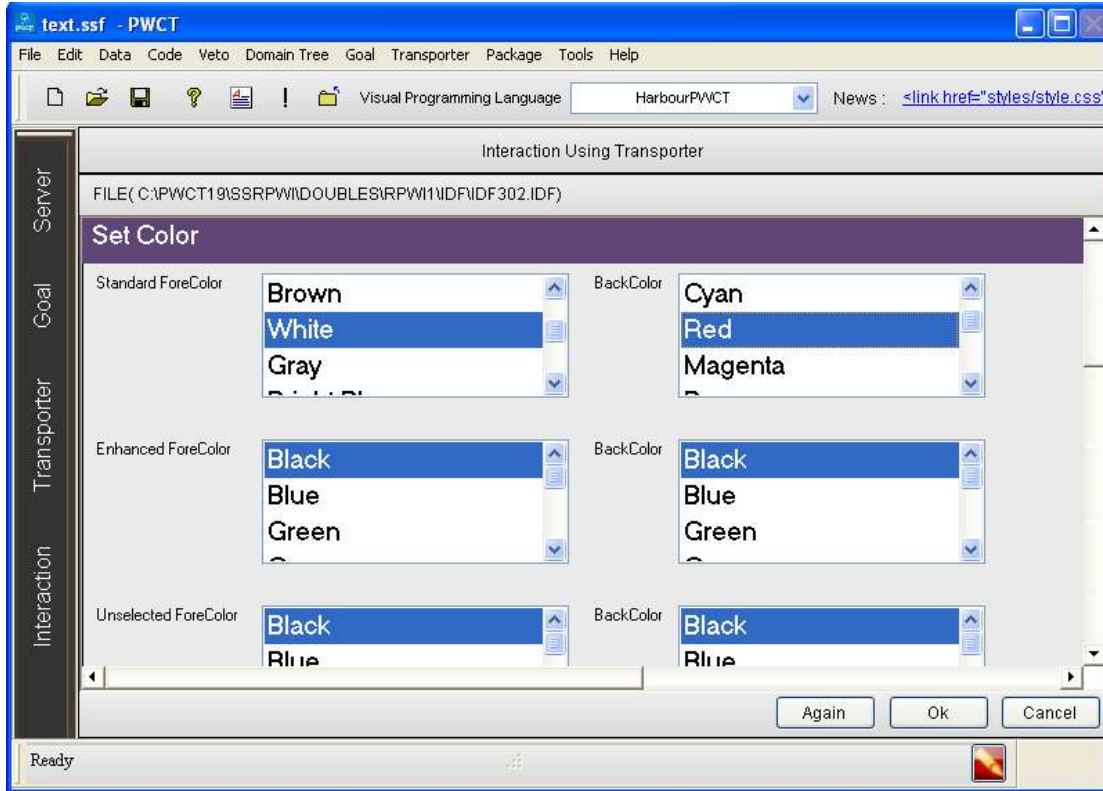 text.ssf - PWCT
File Edit Data Code Veto Domain Tree Goal Transporter Package Tools Help
Visual Programming Language HarbourPWCT News : <link href="styles/style.css"
Interaction Using Transporter
FILE( C:\PWCT19\SSRPWI\DOUBLES\RPWI1\IDF\IDF302.IDF)
Server
Goal
Transporter
Interaction
Set Color
Standard ForeColor
Brown
White
Gray
BackColor
Cyan
Red
Magenta
Enhanced ForeColor
Black
Blue
Green
BackColor
Black
Blue
Green
Unselected ForeColor
Black
Blue
BackColor
Black
Blue
Again Ok Cancel
Ready